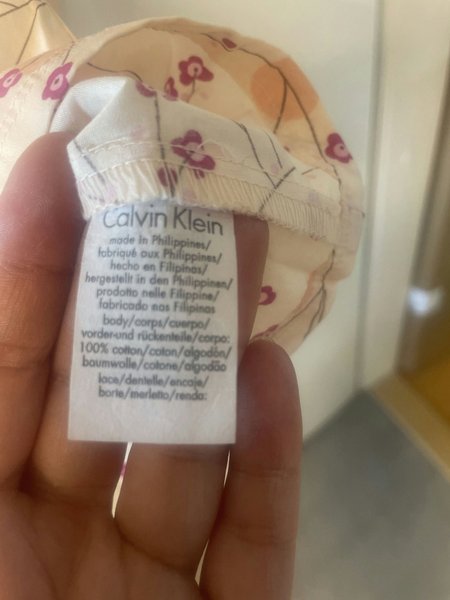 Calvin Klein
made in Philippines/
fabriqué aux Philippines/
hecho en Filipinas/
hergestellt in den Philippinen/
prodotto nelle Filippine/
fabricado nas Filipinas
body/corps/cuerpo/
vorder-und rückenteile/corpo:
100% cotton/coton/algodón/
baumwolle/cotone/algodão
lace/dentelle/encaje/
borte/merletto/renda: